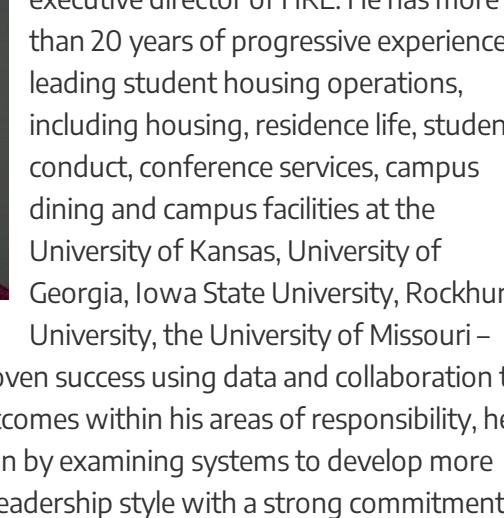 executive director of HRE. He has more
than 20 years of progressive experience
leading student housing operations,
including housing, residence life, studen
conduct, conference services, campus
dining and campus facilities at the
University of Kansas, University of
Georgia, Iowa State University, Rockhur
University, the University of Missouri –
oven success using data and collaboration t
tcomes within his areas of responsibility, he
n by examining systems to develop more
leadership style with a strong commitment